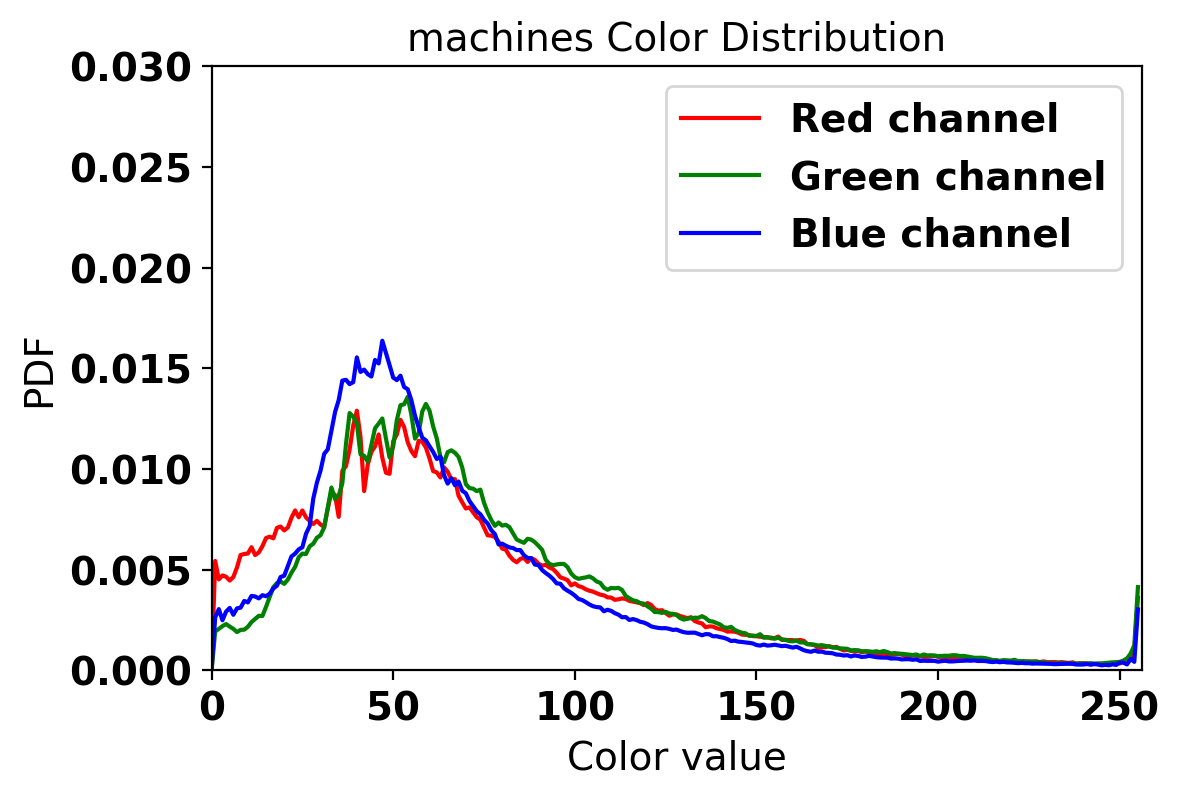 machines Color Distribution
0.030
0.025
0.020
0.015
0.010
0.005
0.000
PDF
Red channel
Green channel
Blue channel
0 50 100 150 200 250
Color value